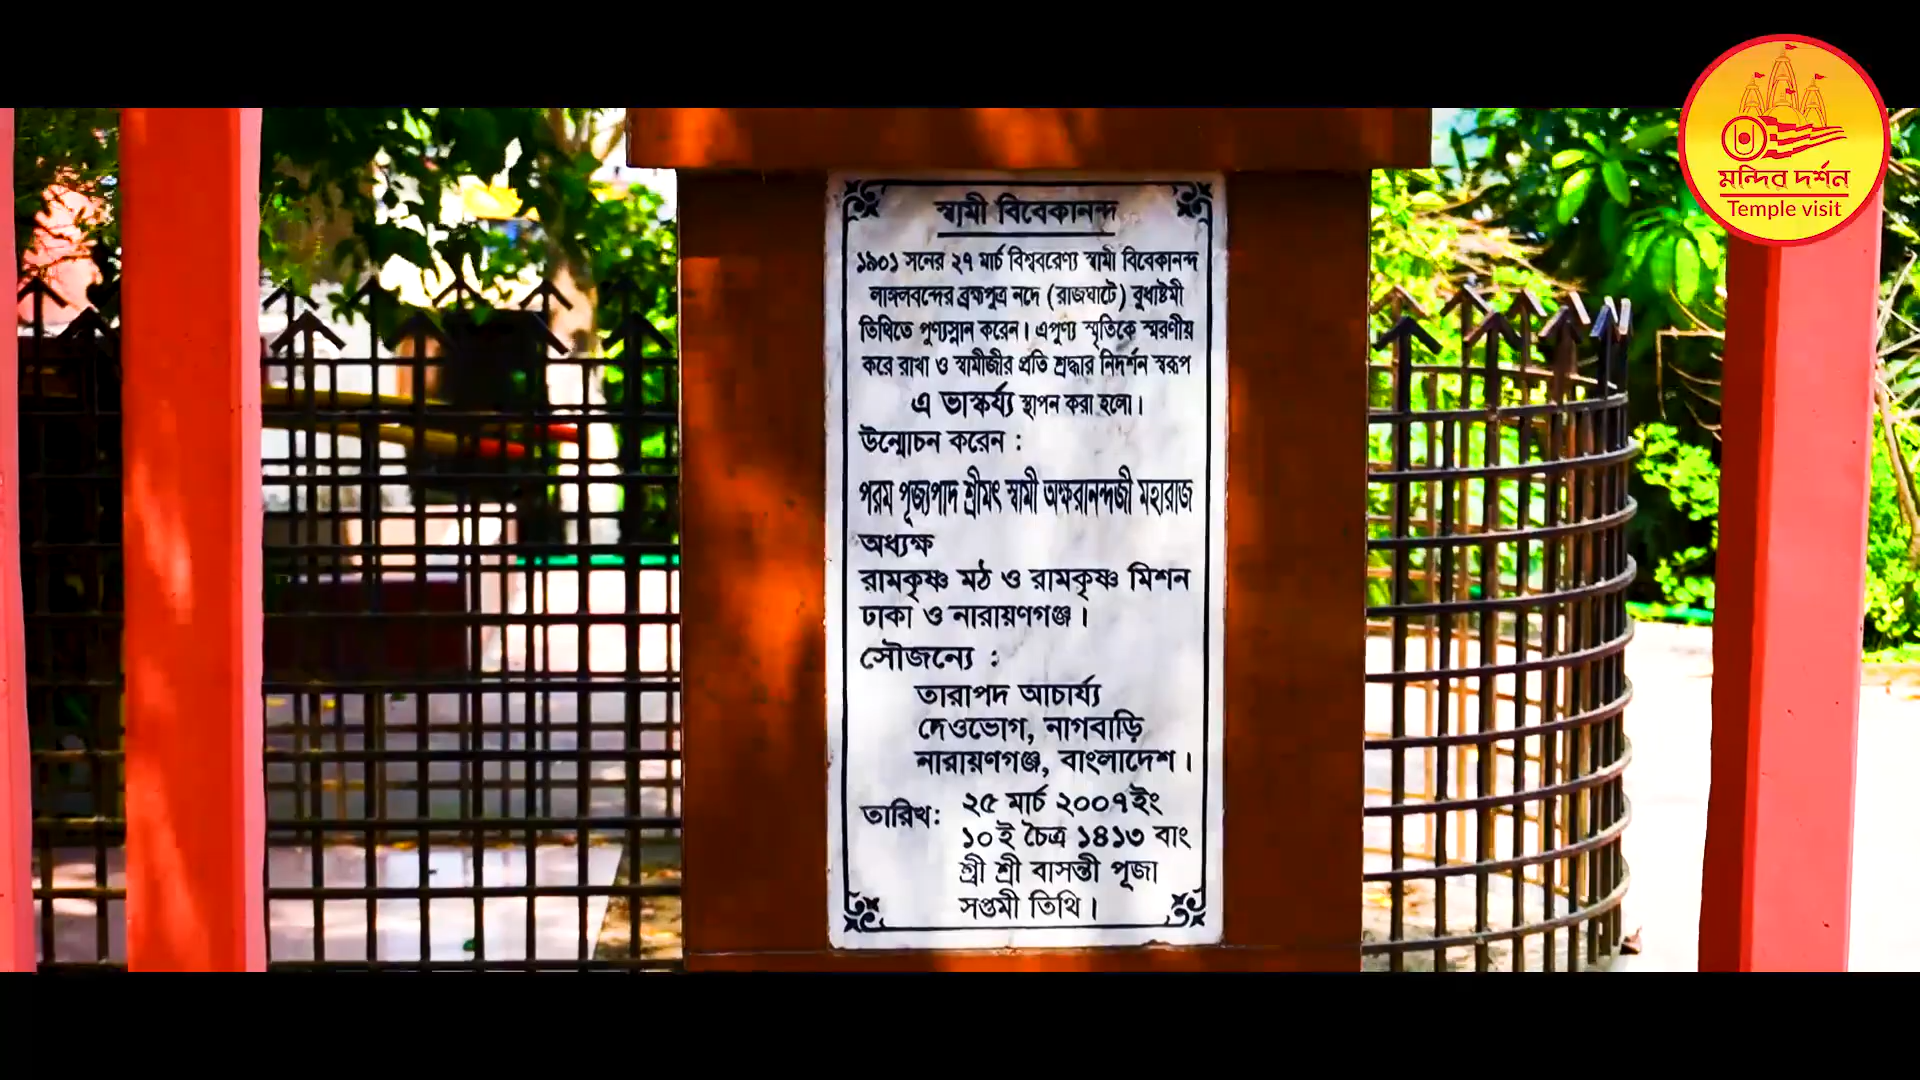 স্বামী বিবেকানন্দ
১৯০১ সনের ২৭ মার্চ বিশ্ববরেণ্য স্বামী বিবেকানন্দ
লাঙ্গলবন্দের ব্রহ্মপুত্র নদে (রাজঘাটে) বুধাষ্টমী
তিথিতে পুণ্যস্নান করেন। এপুণ্য স্মৃতিকে স্মরণীয়
করে রাখা ও স্বামীজীর প্রতি শ্রদ্ধার নিদর্শন স্বরূপ
এ ভাস্কর্য্য স্থাপন করা হলো।
উন্মোচন করেন :
পরম পূজ্যপাদ শ্রীমৎ স্বামী অক্ষরানন্দজী মহারাজ
অধ্যক্ষ
রামকৃষ্ণ মঠ ও রামকৃষ্ণ মিশন
ঢাকা ও নারায়ণগঞ্জ।
সৌজন্যে :
তারাপদ আচার্য্য
দেওভোগ, নাগবাড়ি
নারায়ণগঞ্জ, বাংলাদেশ।
তারিখ: ২৫ মার্চ ২০০৭ইং
১০ই চৈত্র ১৪১৩ বাং
শ্রী শ্রী বাসন্তী পূজা
সপ্তমী তিথি।
মন্দির দর্শন
Temple visit